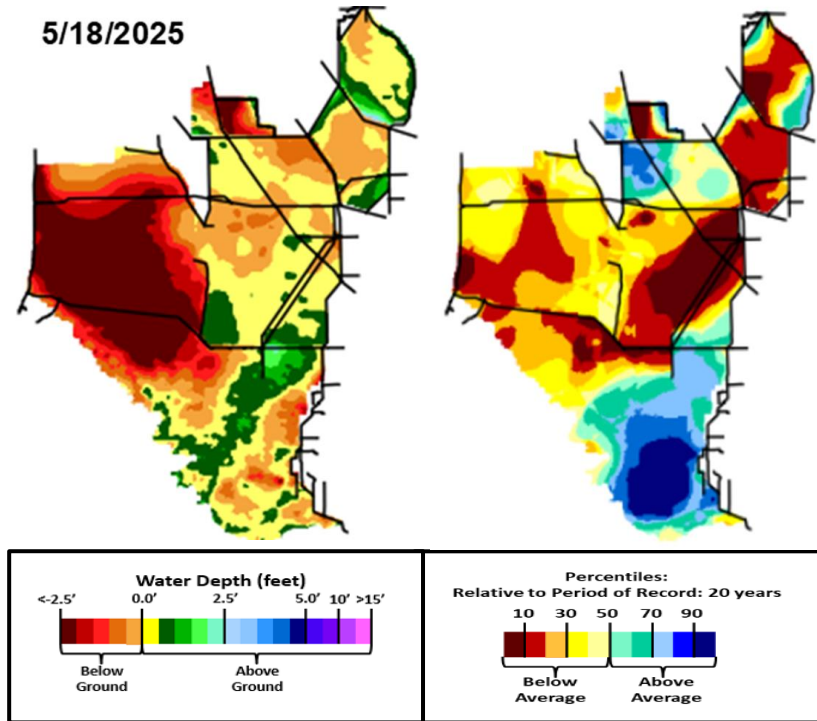 5/18/2025
Water Depth (feet)
<-2.5’ 0.0’ 2.5’ 5.0’ 10’ >15’
Below
Ground
Above
Ground
Percentiles:
Relative to Period of Record: 20 years
10 30 50 70 90
Below
Average
Above
Average